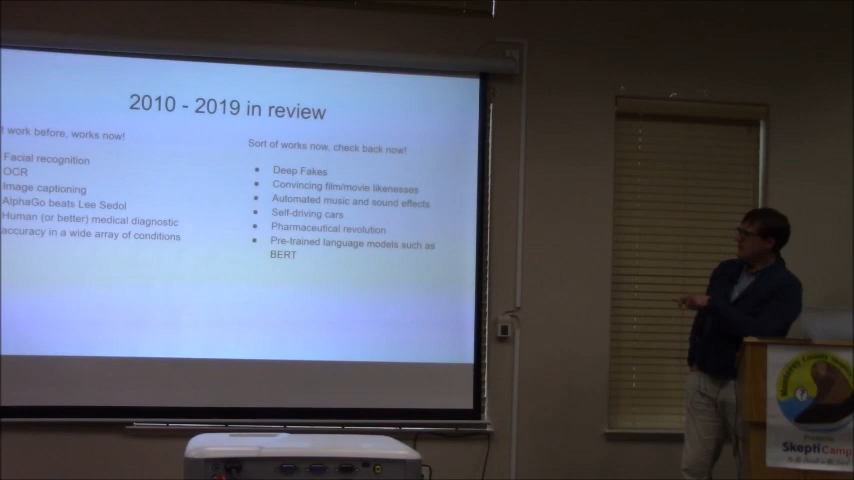 2010 - 2019 in review
t work before, works now!
Facial recognition
OCR
Image captioning
AlphaGo beats Lee Sedol
Human (or better) medical diagnostic
accuracy in a wide array of conditions
Sort of works now, check back now!
Deep Fakes
Convincing film/movie likenesses
Automated music and sound effects
Self-driving cars
Pharmaceutical revolution
Pre-trained language models such as
BERT
Monterey County
Presents
SkeptiCamp